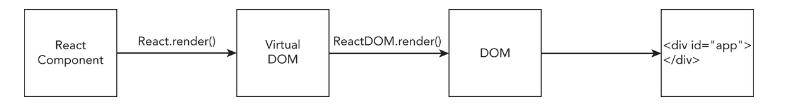 React
Component
React.render()
Virtual
DOM
ReactDOM.render()
DOM
<div id="app">
</div>